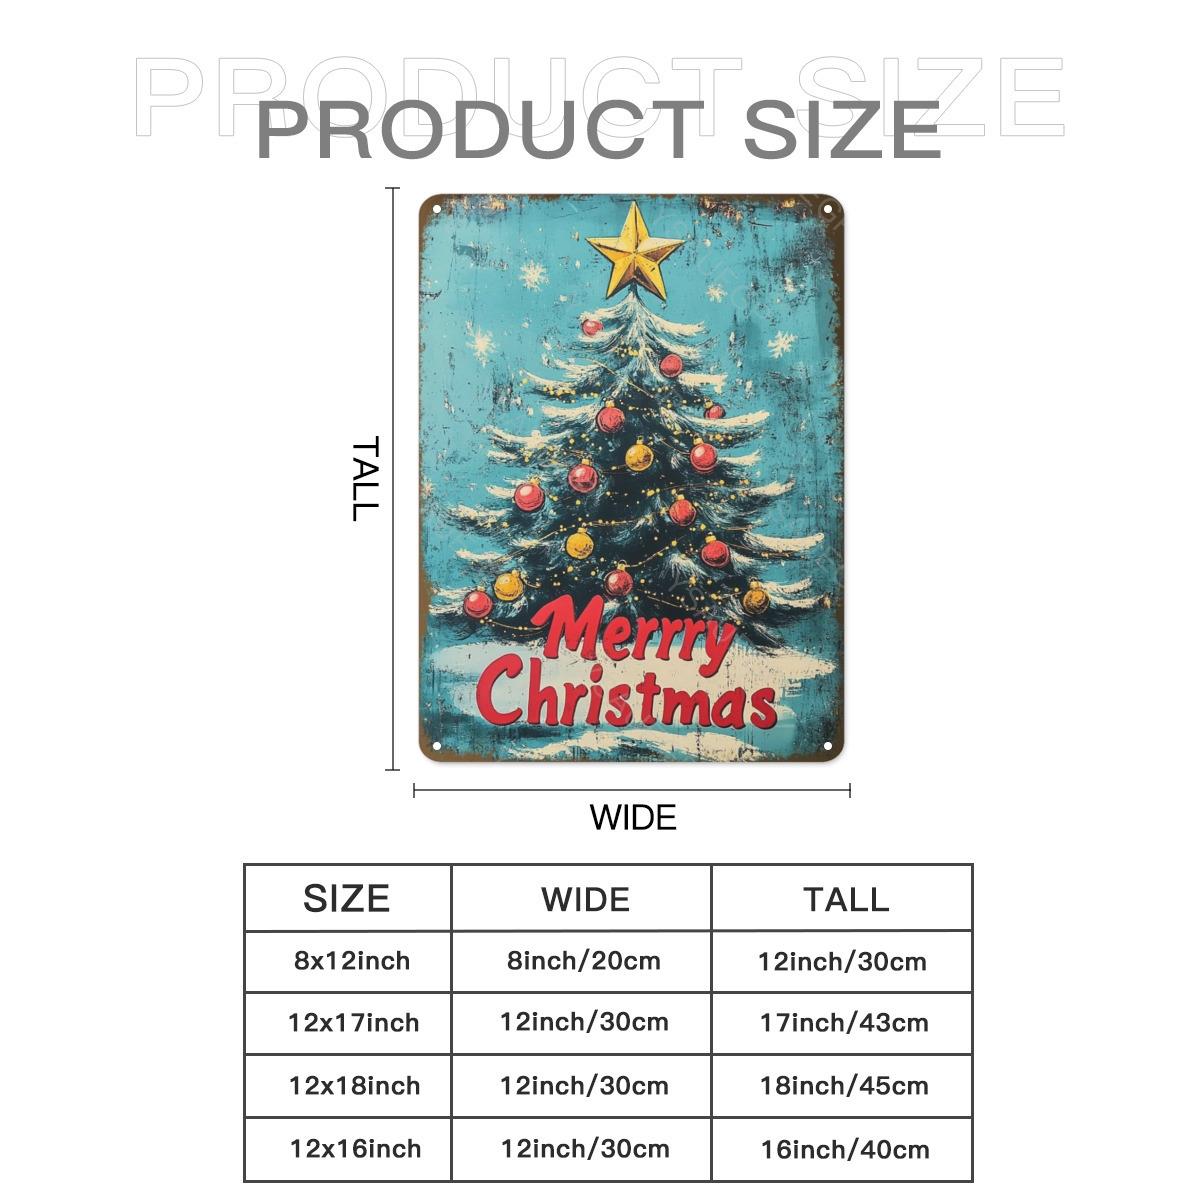 PRODUCT SIZE
PRODUCT SIZE
TALL
Merrry
Christmas
WIDE
SIZE WIDE TALL
8x12inch 8inch/20cm 12inch/30cm
12x17inch 12inch/30cm 17inch/43cm
12x18inch 12inch/30cm 18inch/45cm
12x16inch 12inch/30cm 16inch/40cm